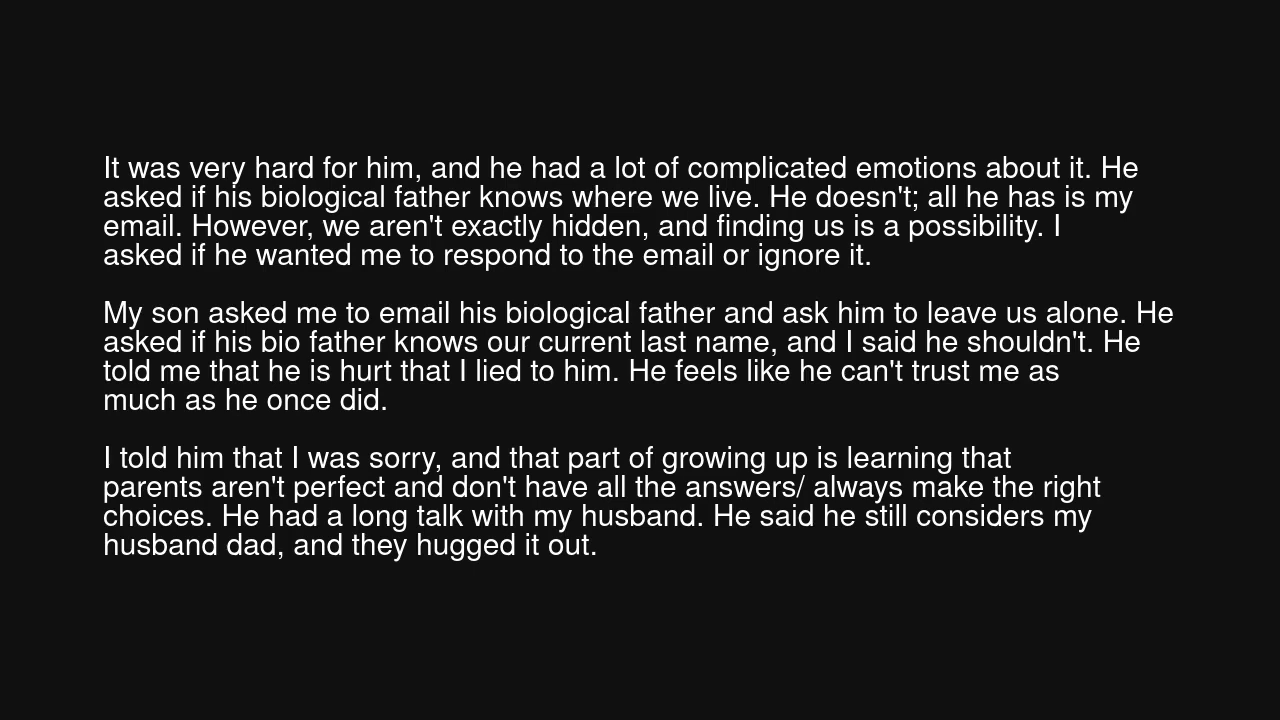 It was very hard for him, and he had a lot of complicated emotions about it. He
asked if his biological father knows where we live. He doesn't; all he has is my
email. However, we aren't exactly hidden, and finding us is a possibility. I
asked if he wanted me to respond to the email or ignore it.
My son asked me to email his biological father and ask him to leave us alone. He
asked if his bio father knows our current last name, and I said he shouldn't. He
told me that he is hurt that I lied to him. He feels like he can't trust me as
much as he once did.
I told him that I was sorry, and that part of growing up is learning that
parents aren't perfect and don't have all the answers/ always make the right
choices. He had a long talk with my husband. He said he still considers my
husband dad, and they hugged it out.